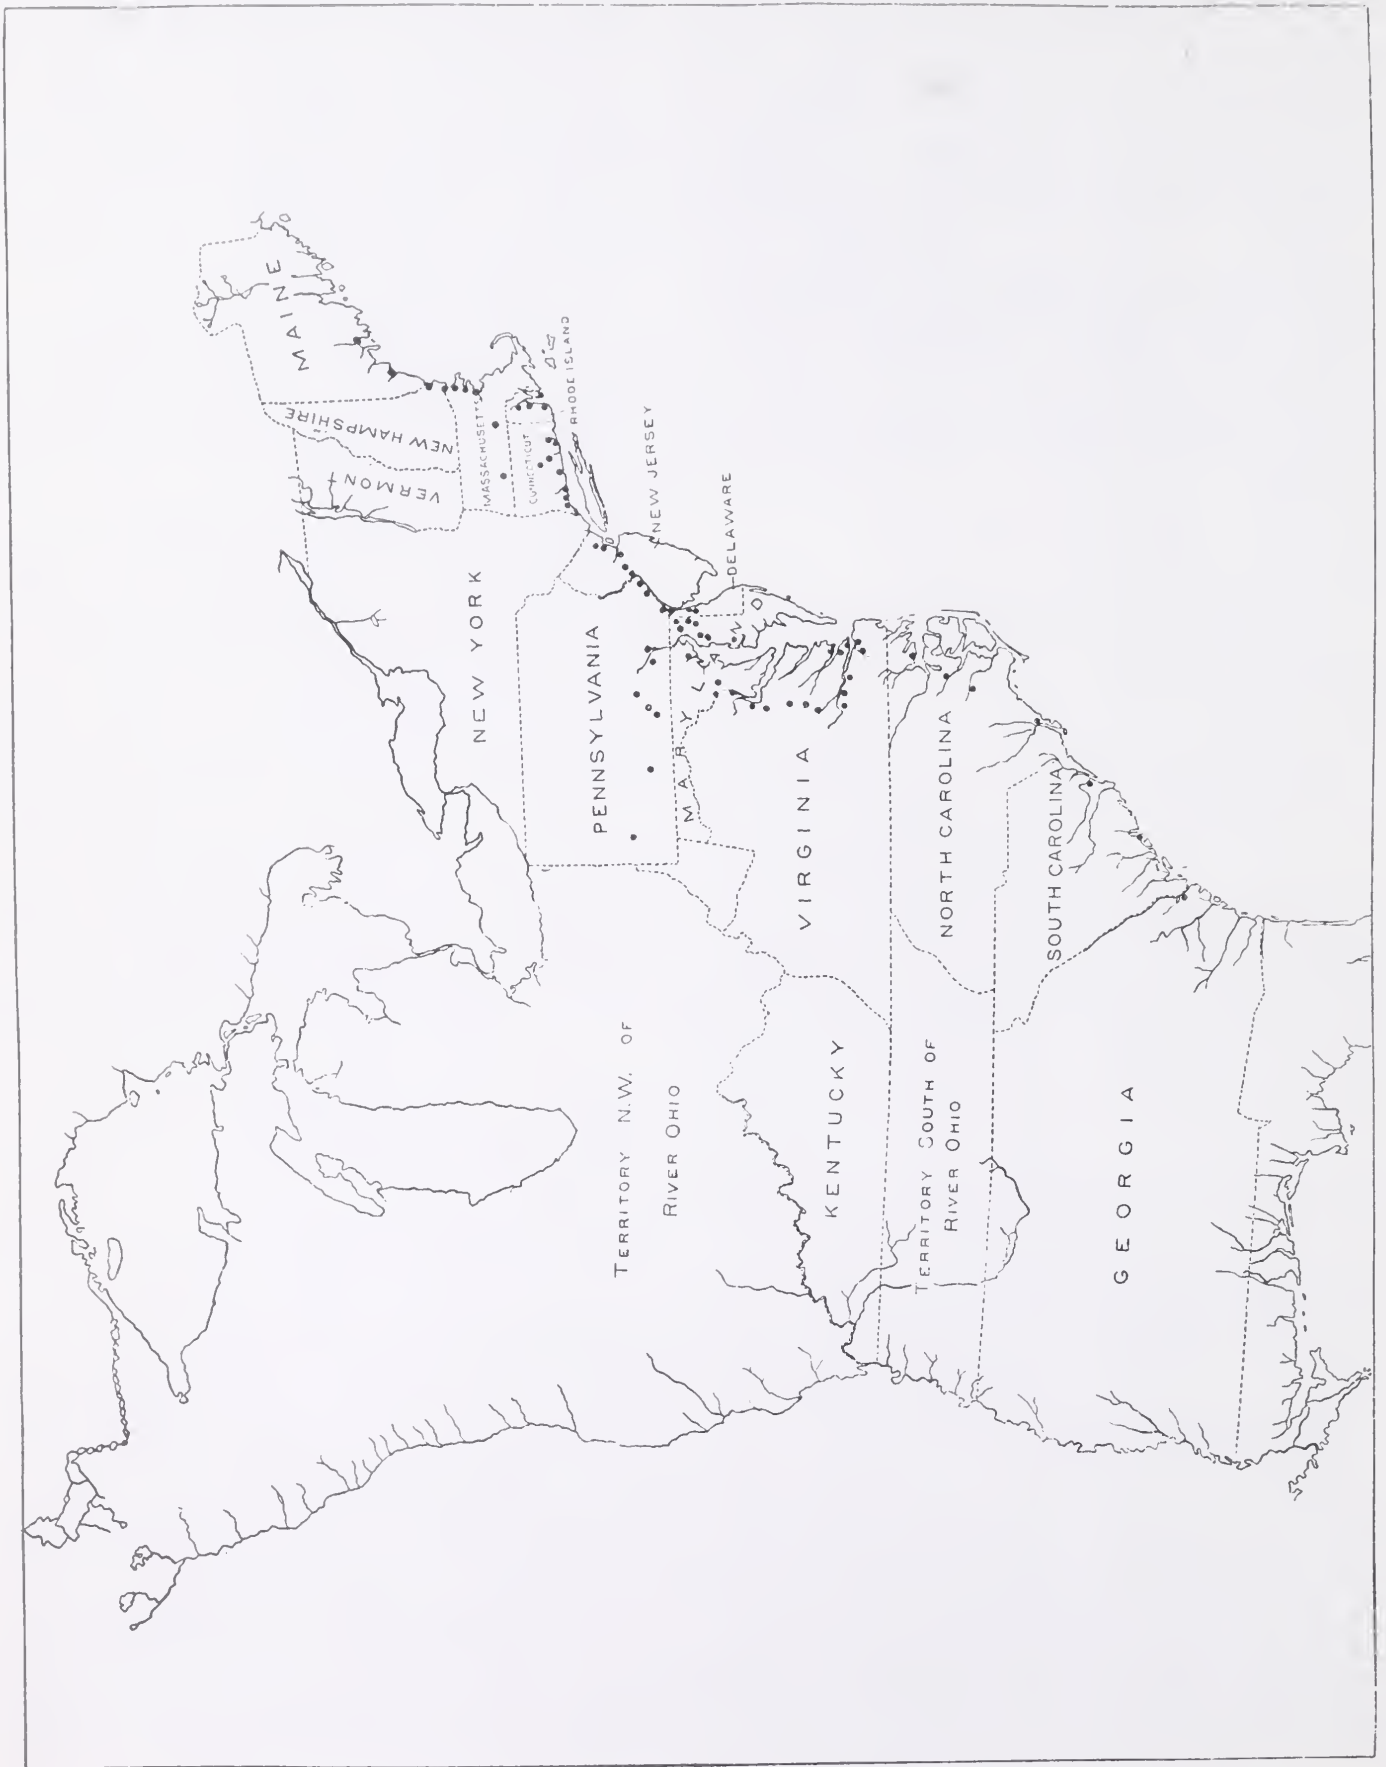 MAINE
NEW HAMPSHIRE
VERMONT
MASSACHUSETTS
CONNECTICUT
RHODE ISLAND
NEW YORK
NEW JERSEY
PENNSYLVANIA
DELAWARE
MARYLAND
VIRGINIA
NORTH CAROLINA
SOUTH CAROLINA
TERRITORY N.W. OF
RIVER OHIO
KENTUCKY
TERRITORY SOUTH OF
RIVER OHIO
GEORGIA